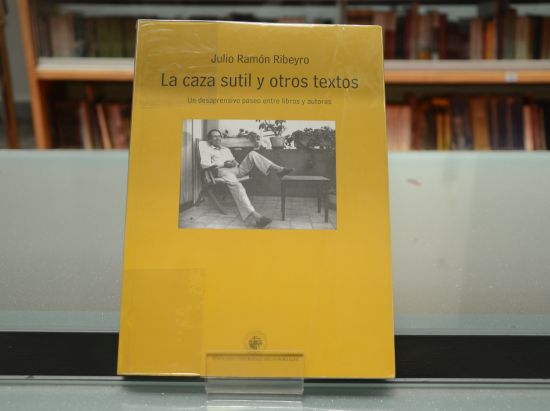 Julio Ramón Ribeyro
La caza sutil y otros textos
Un desaprensivo paseo entre libros y autores